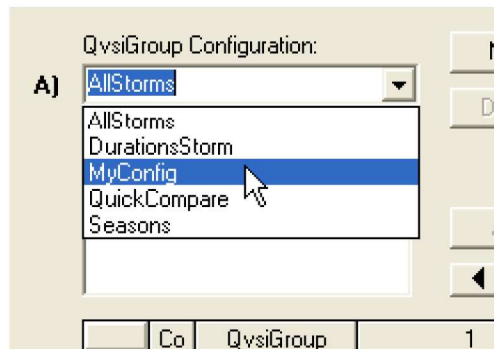 QvsiGroup Configuration:
A)
AllStorms
AllStorms
DurationsStorm
MyConfig
QuickCompare
Seasons
Co QvsiGroup 1